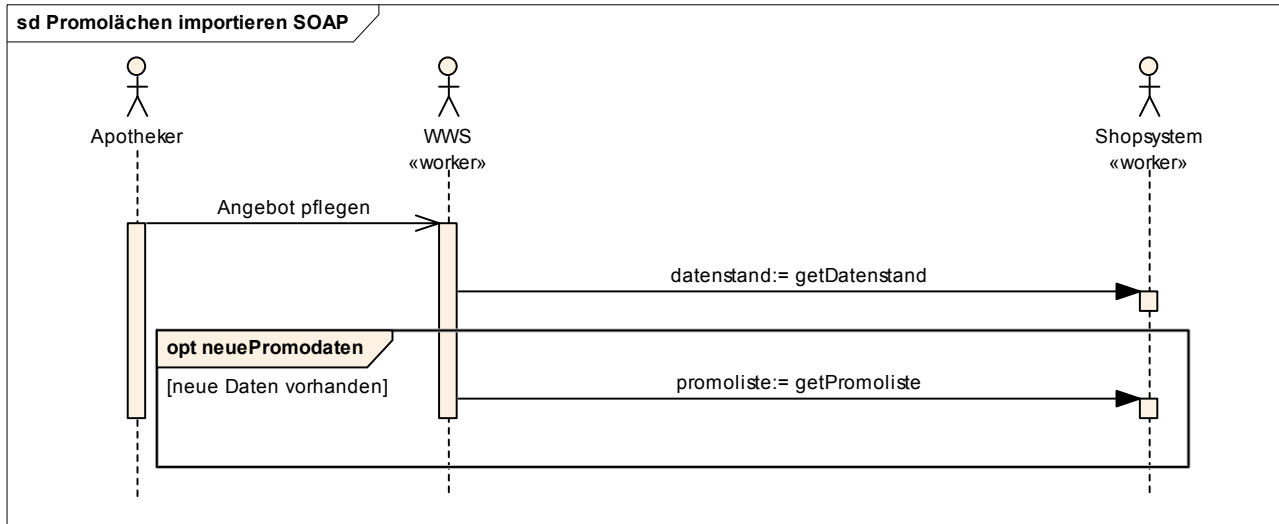 sd Promolächen importieren SOAP
Apotheker
WWS
«worker»
Shopsystem
«worker»
Angebot pflegen
datenstand:= getDatenstand
opt neuePromodaten
[neue Daten vorhanden]
promoliste:= getPromoliste